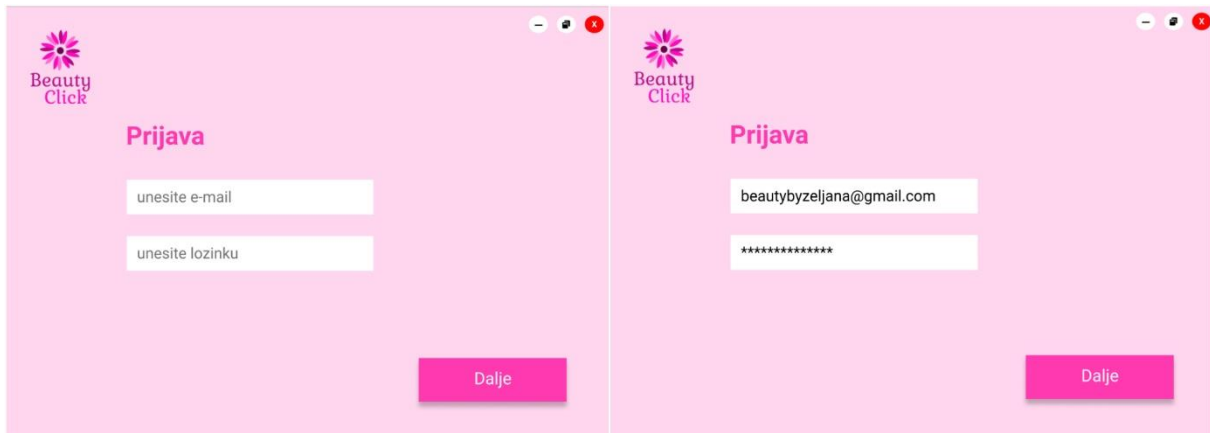 Beauty
Click
Prijava
unesite e-mail
unesite lozinku
Dalje
X
Beauty
Click
Prijava
beautybyzeljana@gmail.com
**************
Dalje
X